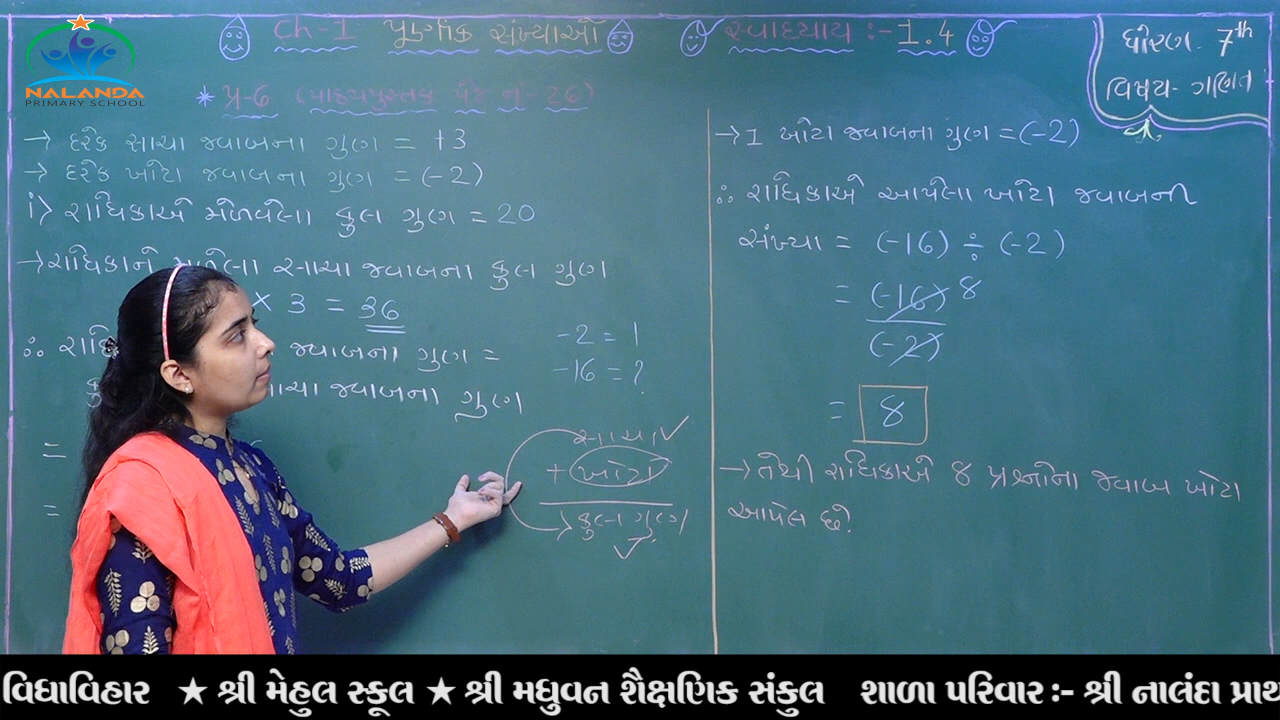 NALANDA
PRIMARY SCHOOL
Ch-1 પૂર્ણાંક સંખ્યાઓ
સ્વાધ્યાય :- 1.4
ધોરણ. 7th
વિષય- ગણિત
* પ્ર-6 (પાઠ્યપુસ્તક પેજ નં- 26)
→ દરેક સાચા જવાબના ગુણ = +3
→ દરેક ખોટા જવાબના ગુણ = (-2)
i> રાધિકાએ મેળવેલા કુલ ગુણ = 20
→ રાધિકાને મળેલા સાચા જવાબના કુલ ગુણ
× 3 = 36
∴ રાધિ જવાબના ગુણ =
કુ સાચા જવાબના ગુણ
=
=
-2 = 1
-16 = ?
સાચા ✓
+ ખોટા
કુલ ગુણ
✓
→ 1 ખોટા જવાબના ગુણ = (-2)
∴ રાધિકાએ આપેલા ખોટા જવાબની
સંખ્યા = (-16) ÷ (-2)
= (-16) 8
(-2)
= 8
→ તેથી રાધિકાએ 8 પ્રશ્નોના જવાબ ખોટા
આપેલ છે.
વિદ્યાવિહાર ★ શ્રી મેહુલ સ્કૂલ ★ શ્રી મધુવન શૈક્ષણિક સંકુલ શાળા પરિવાર :- શ્રી નાલંદા પ્રાથ